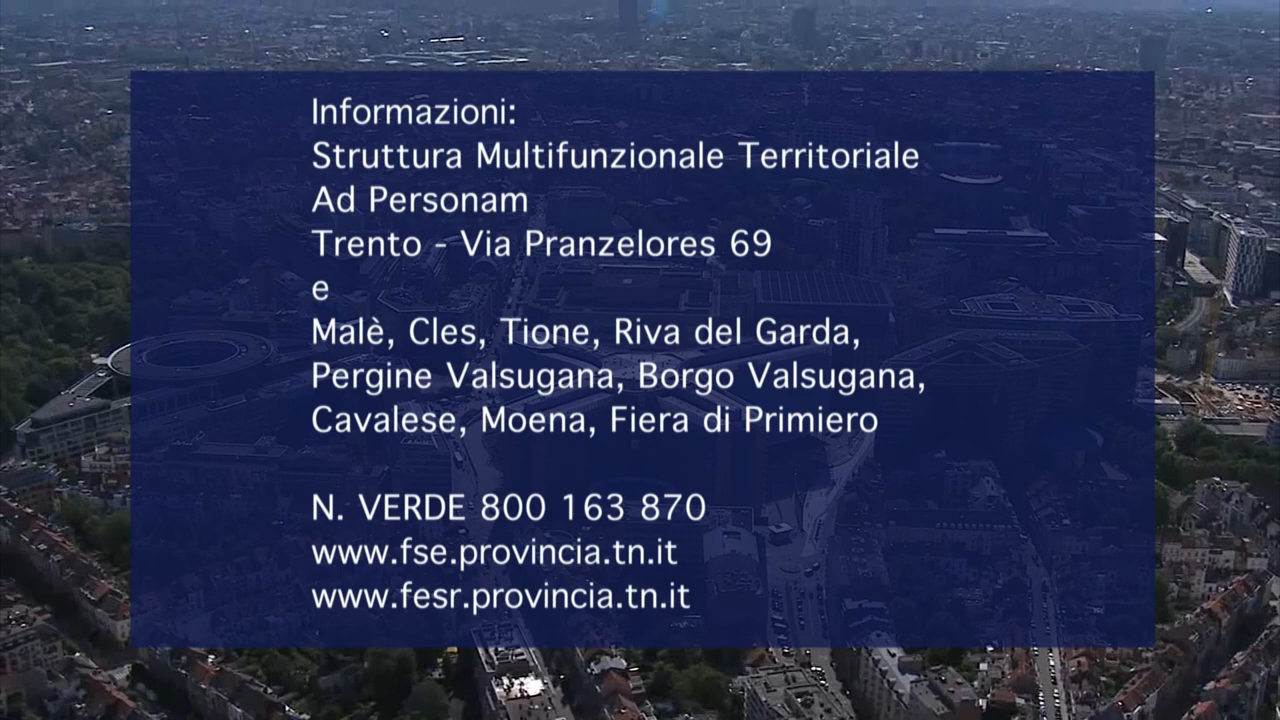 Informazioni:
Struttura Multifunzionale Territoriale
Ad Personam
Trento - Via Pranzelores 69
e
Malè, Cles, Tione, Riva del Garda,
Pergine Valsugana, Borgo Valsugana,
Cavalese, Moena, Fiera di Primiero
N. VERDE 800 163 870
www.fse.provincia.tn.it
www.fesr.provincia.tn.it